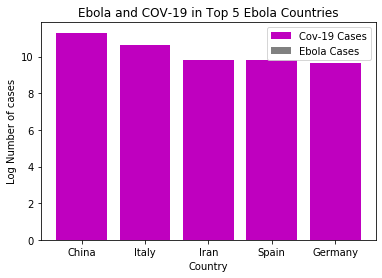 Ebola and COV-19 in Top 5 Ebola Countries
Cov-19 Cases
Ebola Cases
Log Number of cases
10
8
6
4
2
0
China Italy Iran Spain Germany
Country